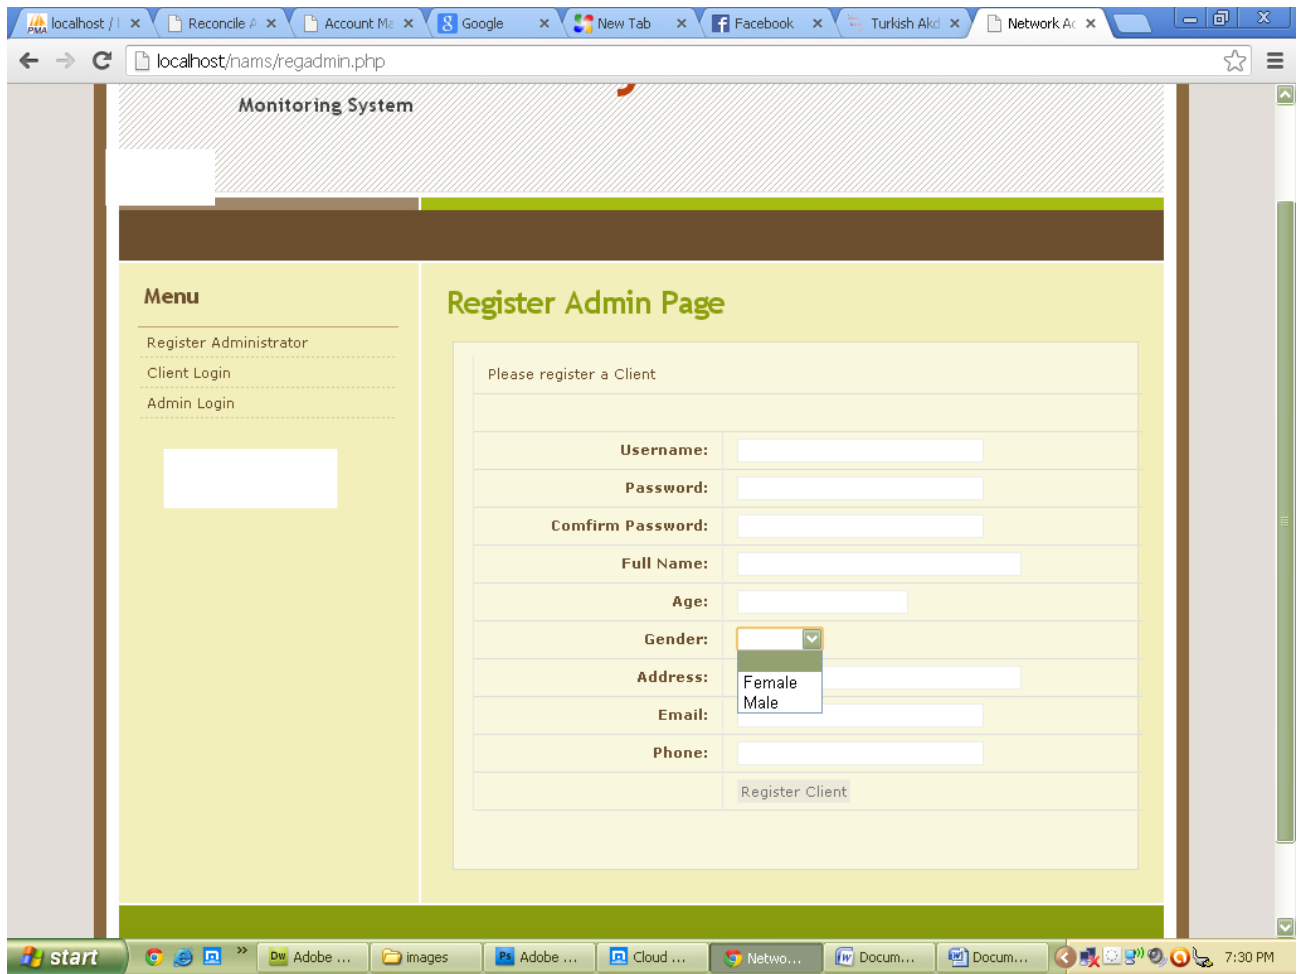 localhost / l
Reconcile A
Account Ma
Google
New Tab
Facebook
Turkish Akd
Network Ac
localhost/nams/regadmin.php
Monitoring System
Menu
Register Administrator
Client Login
Admin Login
Register Admin Page
Please register a Client
Username:
Password:
Comfirm Password:
Full Name:
Age:
Gender:
Female
Male
Address:
Email:
Phone:
Register Client
start
Adobe ...
images
Adobe ...
Cloud ...
Netwo...
Docum...
Docum...
7:30 PM